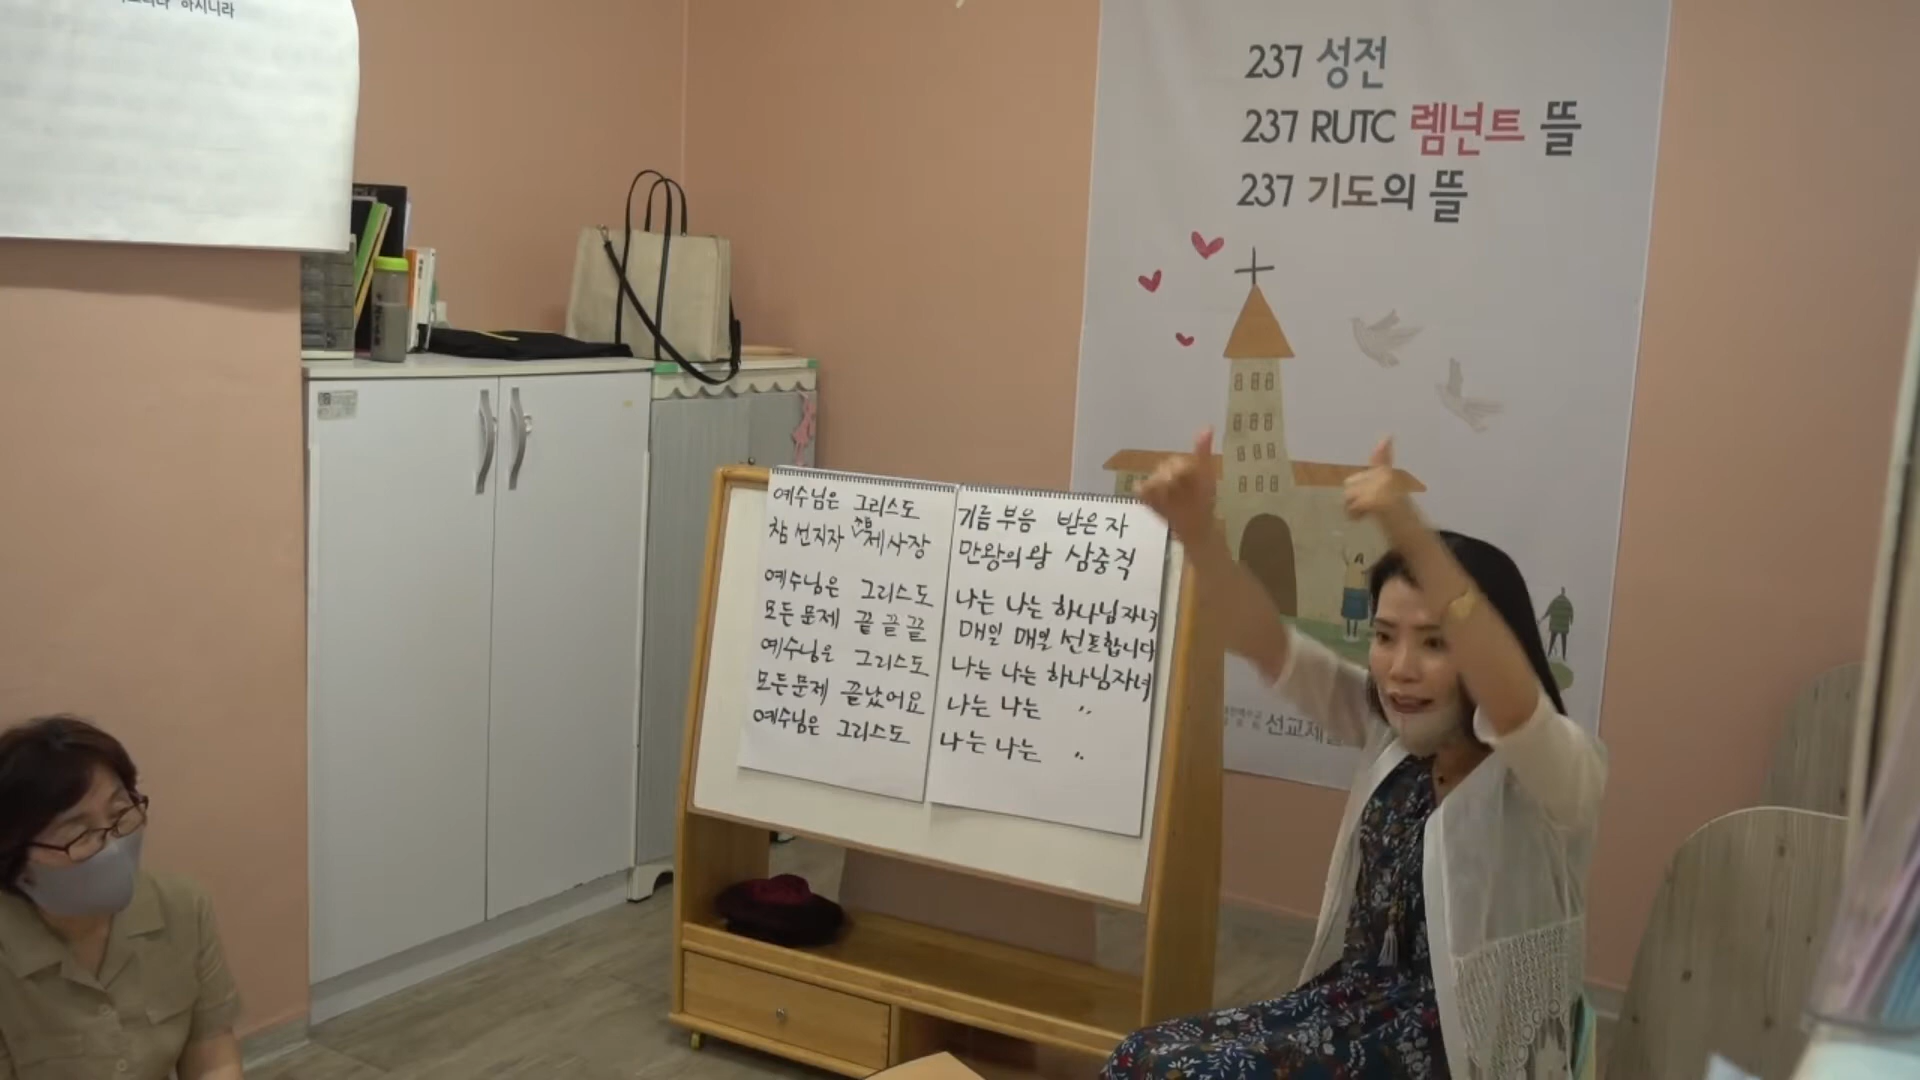 하시니라
237 성전
237 RUTC 렘넌트 뜰
237 기도의 뜰
예수님은 그리스도
참 선지자 참 제사장
예수님은 그리스도
모든 문제 끝 끝 끝
예수님은 그리스도
모든 문제 끝났어요
예수님은 그리스도
기름 부음 받은 자
만왕의 왕 삼중직
나는 나는 하나님 자녀
매일 매일 선포합니다
나는 나는 하나님 자녀
나는 나는 〃
나는 나는 〃
선교제